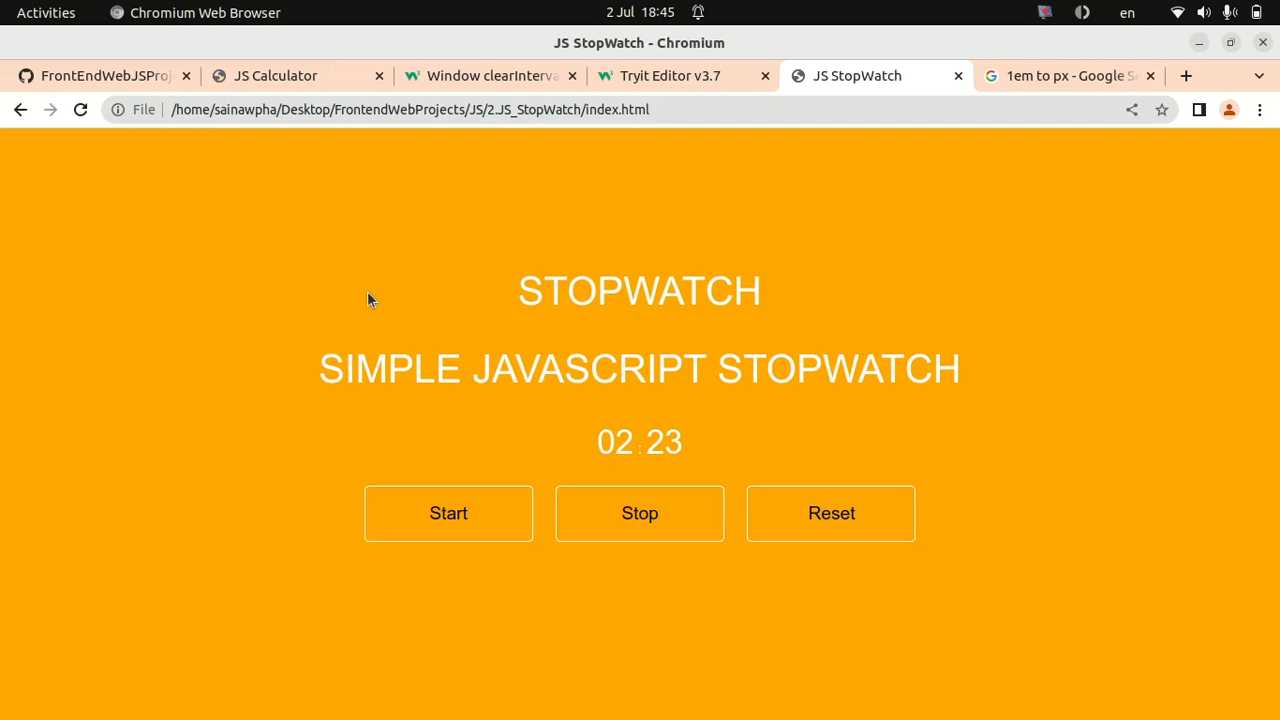 Activities Chromium Web Browser 2 Jul 18:45 en
JS StopWatch - Chromium
FrontEndWebJSProj JS Calculator Window clearInterva Tryit Editor v3.7 JS StopWatch 1em to px - Google Se
File /home/sainawpha/Desktop/FrontendWebProjects/JS/2.JS_StopWatch/index.html
STOPWATCH
SIMPLE JAVASCRIPT STOPWATCH
02 : 23
Start Stop Reset